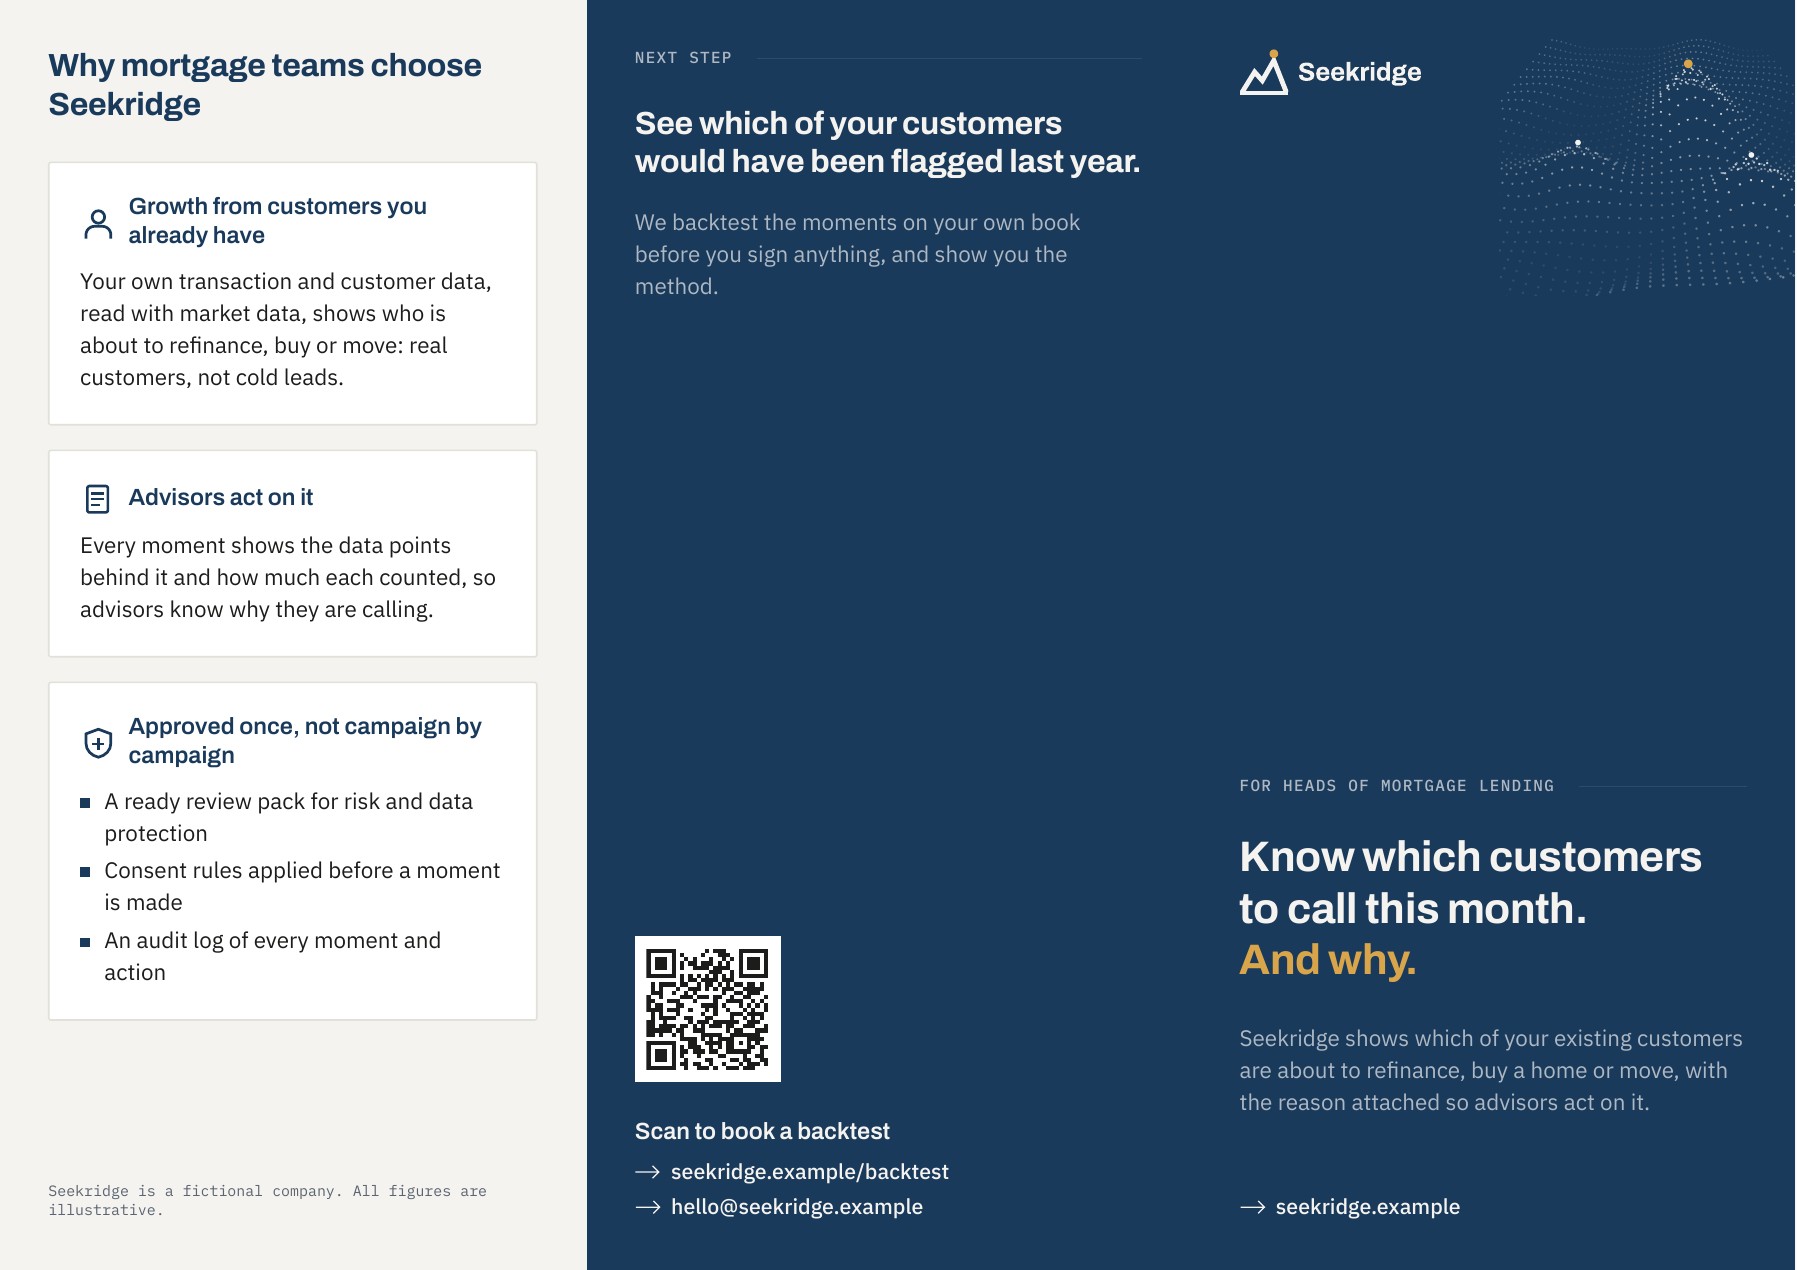 Why mortgage teams choose
Seekridge
Growth from customers you
already have
Your own transaction and customer data,
read with market data, shows who is
about to refinance, buy or move: real
customers, not cold leads.
Advisors act on it
Every moment shows the data points
behind it and how much each counted, so
advisors know why they are calling.
Approved once, not campaign by
campaign
A ready review pack for risk and data
protection
Consent rules applied before a moment
is made
An audit log of every moment and
action
Seekridge is a fictional company. All figures are
illustrative.
NEXT STEP
See which of your customers
would have been flagged last year.
We backtest the moments on your own book
before you sign anything, and show you the
method.
Scan to book a backtest
→ seekridge.example/backtest
→ hello@seekridge.example
Seekridge
FOR HEADS OF MORTGAGE LENDING
Know which customers
to call this month.
And why.
Seekridge shows which of your existing customers
are about to refinance, buy a home or move, with
the reason attached so advisors act on it.
→ seekridge.example